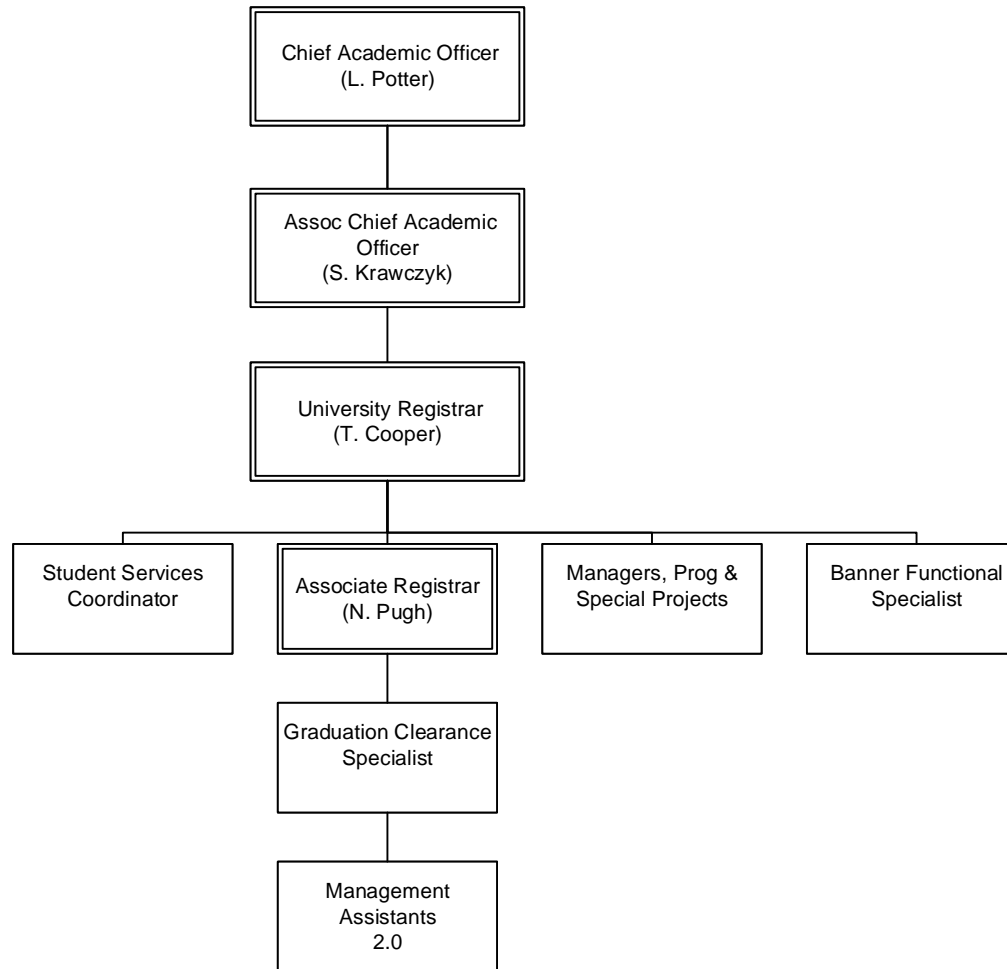 Chief Academic Officer
(L. Potter)
Assoc Chief Academic
Officer
(S. Krawczyk)
University Registrar
(T. Cooper)
Student Services
Coordinator
Associate Registrar
(N. Pugh)
Managers, Prog &
Special Projects
Banner Functional
Specialist
Graduation Clearance
Specialist
Management
Assistants
2.0